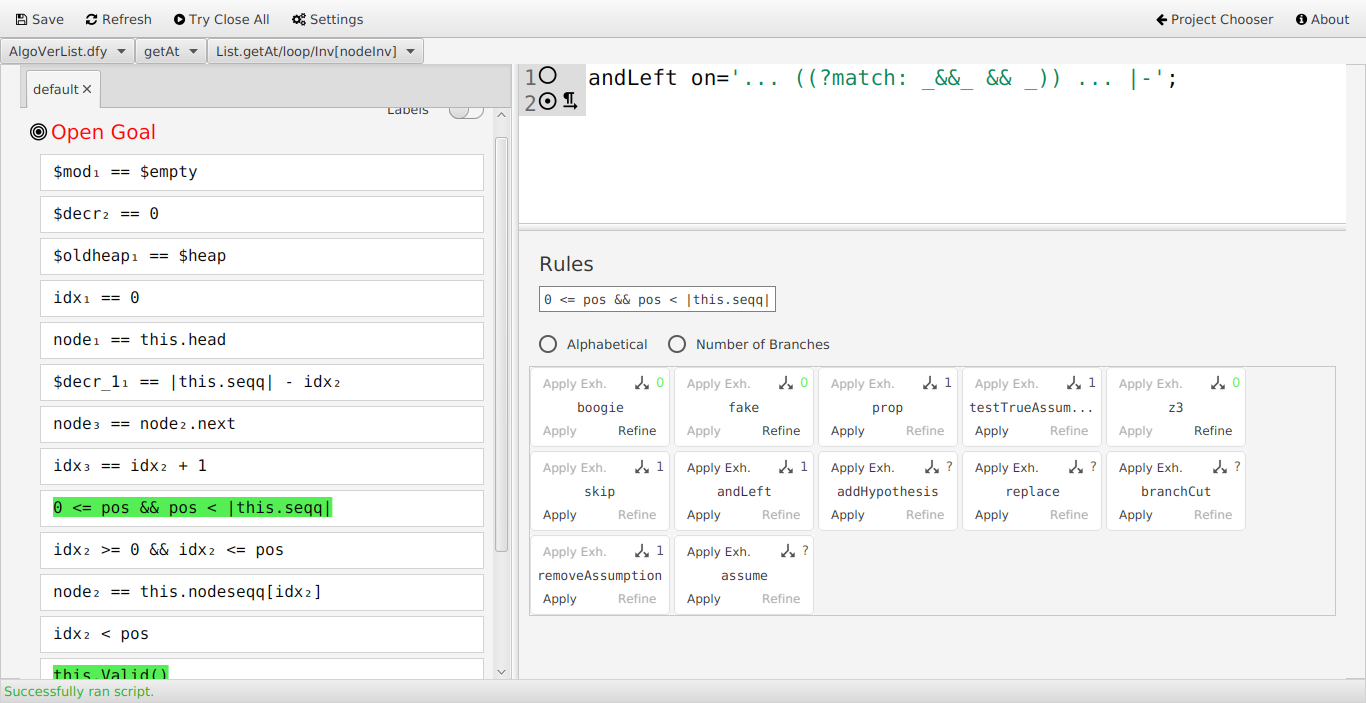 Save Refresh Try Close All Settings Project Chooser About
AlgoVerList.dfy getAt List.getAt/loop/Inv[nodeInv]
default
Labels
Open Goal
$mod₁ == $empty
$decr₂ == 0
$oldheap₁ == $heap
idx₁ == 0
node₁ == this.head
$decr_1₁ == |this.seqq| - idx₂
node₃ == node₂.next
idx₃ == idx₂ + 1
0 <= pos && pos < |this.seqq|
idx₂ >= 0 && idx₂ <= pos
node₂ == this.nodeseqq[idx₂]
idx₂ < pos
this.Valid()
1 andLeft on='... ((?match: _&&_ && _)) ... |-';
2
Rules
0 <= pos && pos < |this.seqq|
Alphabetical Number of Branches
Apply Exh. 0 Apply Exh. 0 Apply Exh. 1 Apply Exh. 1 Apply Exh. 0
boogie fake prop testTrueAssum... z3
Apply Refine Apply Refine Apply Refine Apply Refine Apply Refine
Apply Exh. 1 Apply Exh. 1 Apply Exh. ? Apply Exh. ? Apply Exh. ?
skip andLeft addHypothesis replace branchCut
Apply Refine Apply Refine Apply Refine Apply Refine Apply Refine
Apply Exh. 1 Apply Exh. ?
removeAssumption assume
Apply Refine Apply Refine
Successfully ran script.